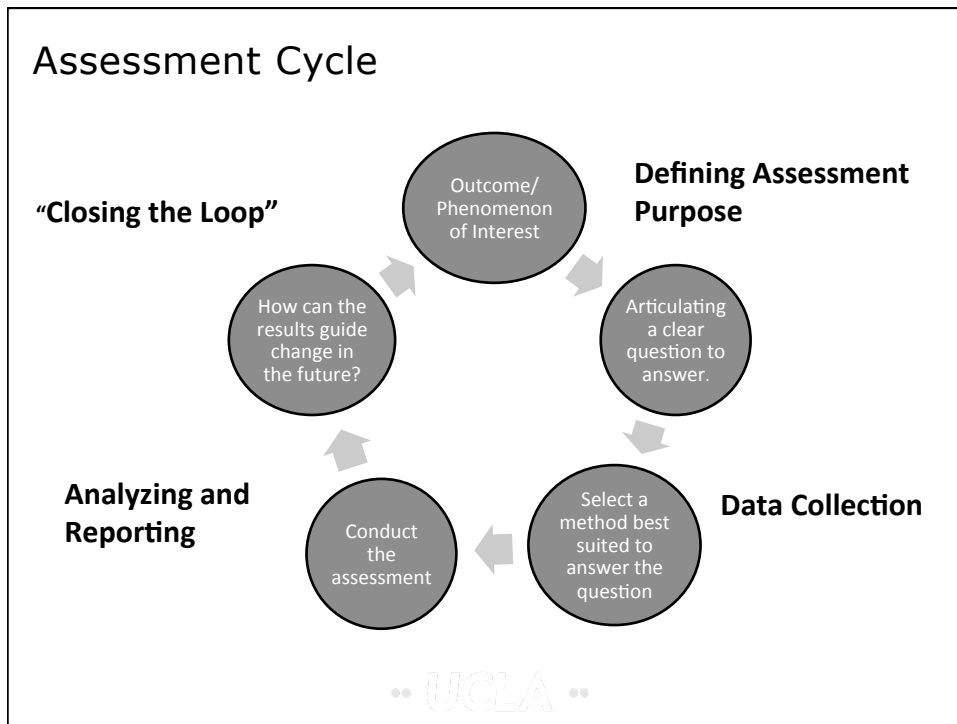 Assessment Cycle
Outcome/
Phenomenon
of Interest
Defining Assessment
Purpose
“Closing the Loop”
How can the
results guide
change in
the future?
Articulating
a clear
question to
answer.
Analyzing and
Reporting
Conduct
the
assessment
Select a
method best
suited to
answer the
question
Data Collection
•• UCLA ••